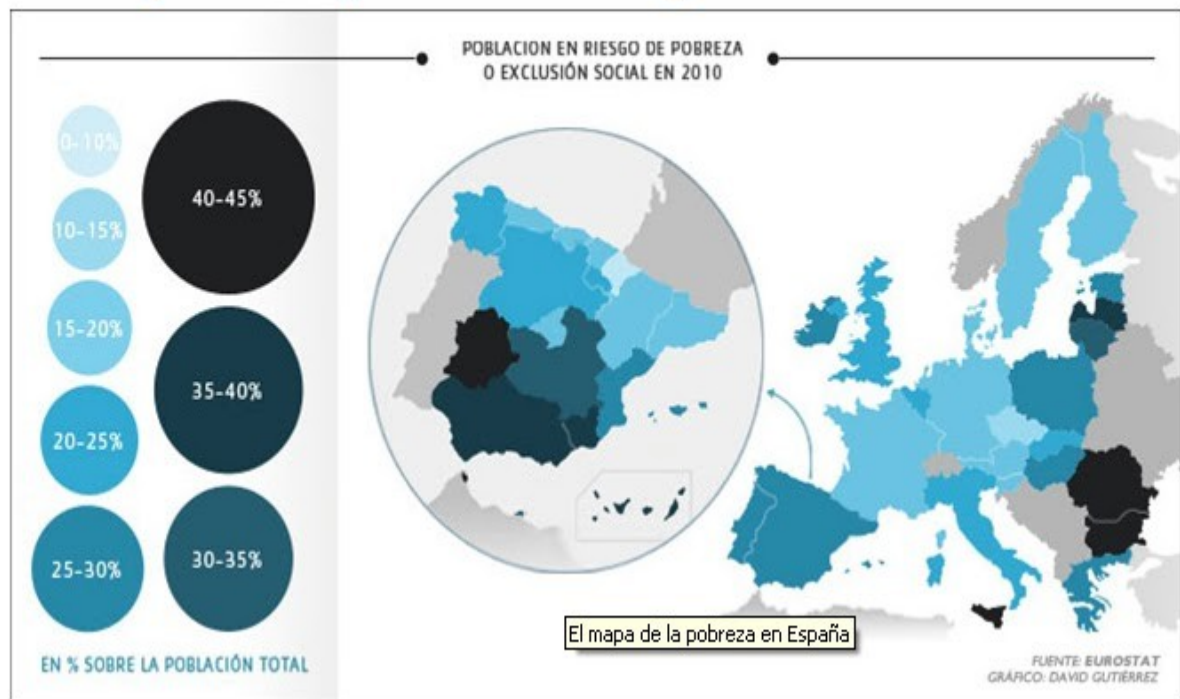 POBLACION EN RIESGO DE POBREZA
O EXCLUSIÓN SOCIAL EN 2010
0-10%
10-15%
15-20%
20-25%
25-30%
40-45%
35-40%
30-35%
EN % SOBRE LA POBLACIÓN TOTAL
El mapa de la pobreza en España
FUENTE: EUROSTAT
GRÁFICO: DAVID GUTIÉRREZ